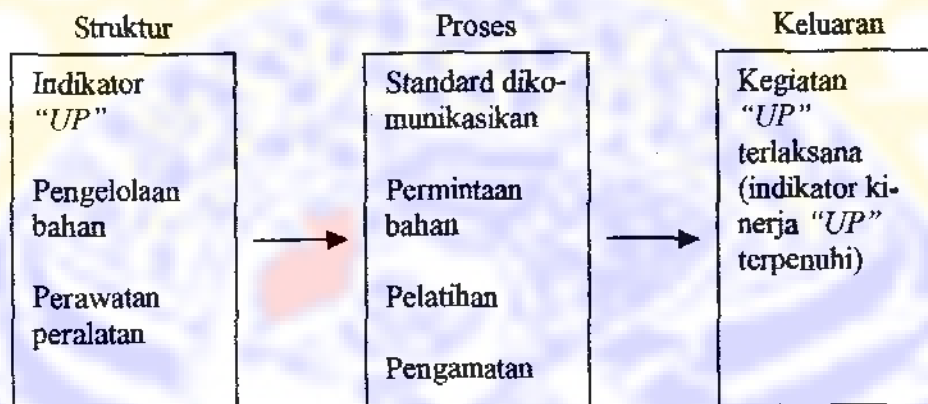 Struktur
Indikator
"UP"
Pengelolaan
bahan
Perawatan
peralatan
Proses
Standard diko-
munikasikan
Permintaan
bahan
Pelatihan
Pengamatan
Keluaran
Kegiatan
"UP"
terlaksana
(indikator ki-
nerja "UP"
terpenuhi)